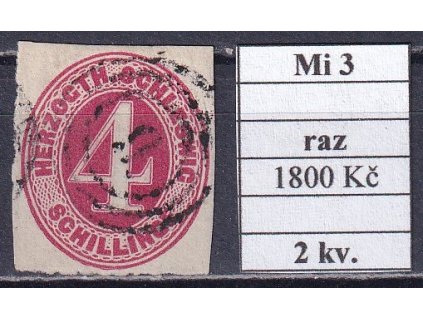 HERZOGTH. SCHLESWIG
4
SCHILLING
Mi 3
raz
1800 Kč
2 kv.